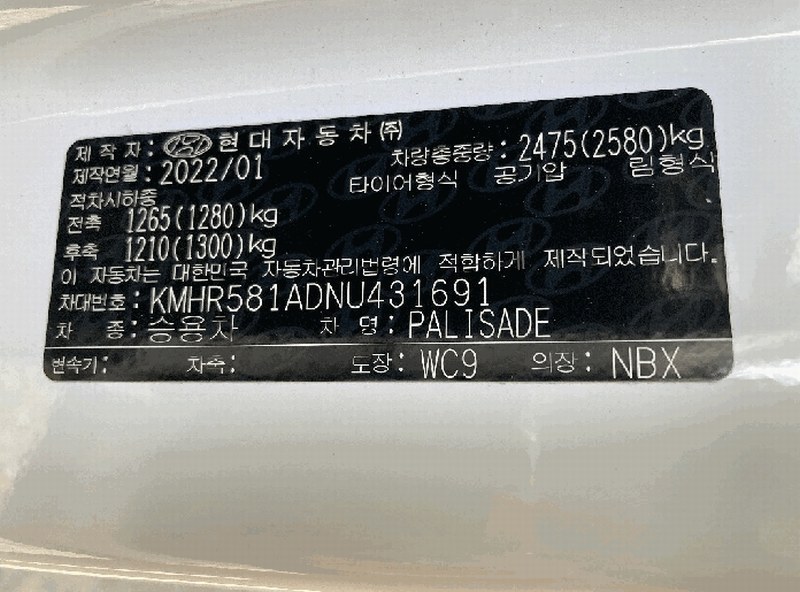 제 작 자 : 현대자동차㈜
제작연월 : 2022/01 차량총중량 : 2475(2580)kg
적차시하중 타이어형식 공기압 림형식
전축 1265(1280)kg
후축 1210(1300)kg
이 자동차는 대한민국 자동차관리법령에 적합하게 제작되었습니다.
차대번호 : KMHR581ADNU431691
차 종 : 승용차 차 명 : PALISADE
변속기 : 차축 : 도장 : WC9 의장 : NBX